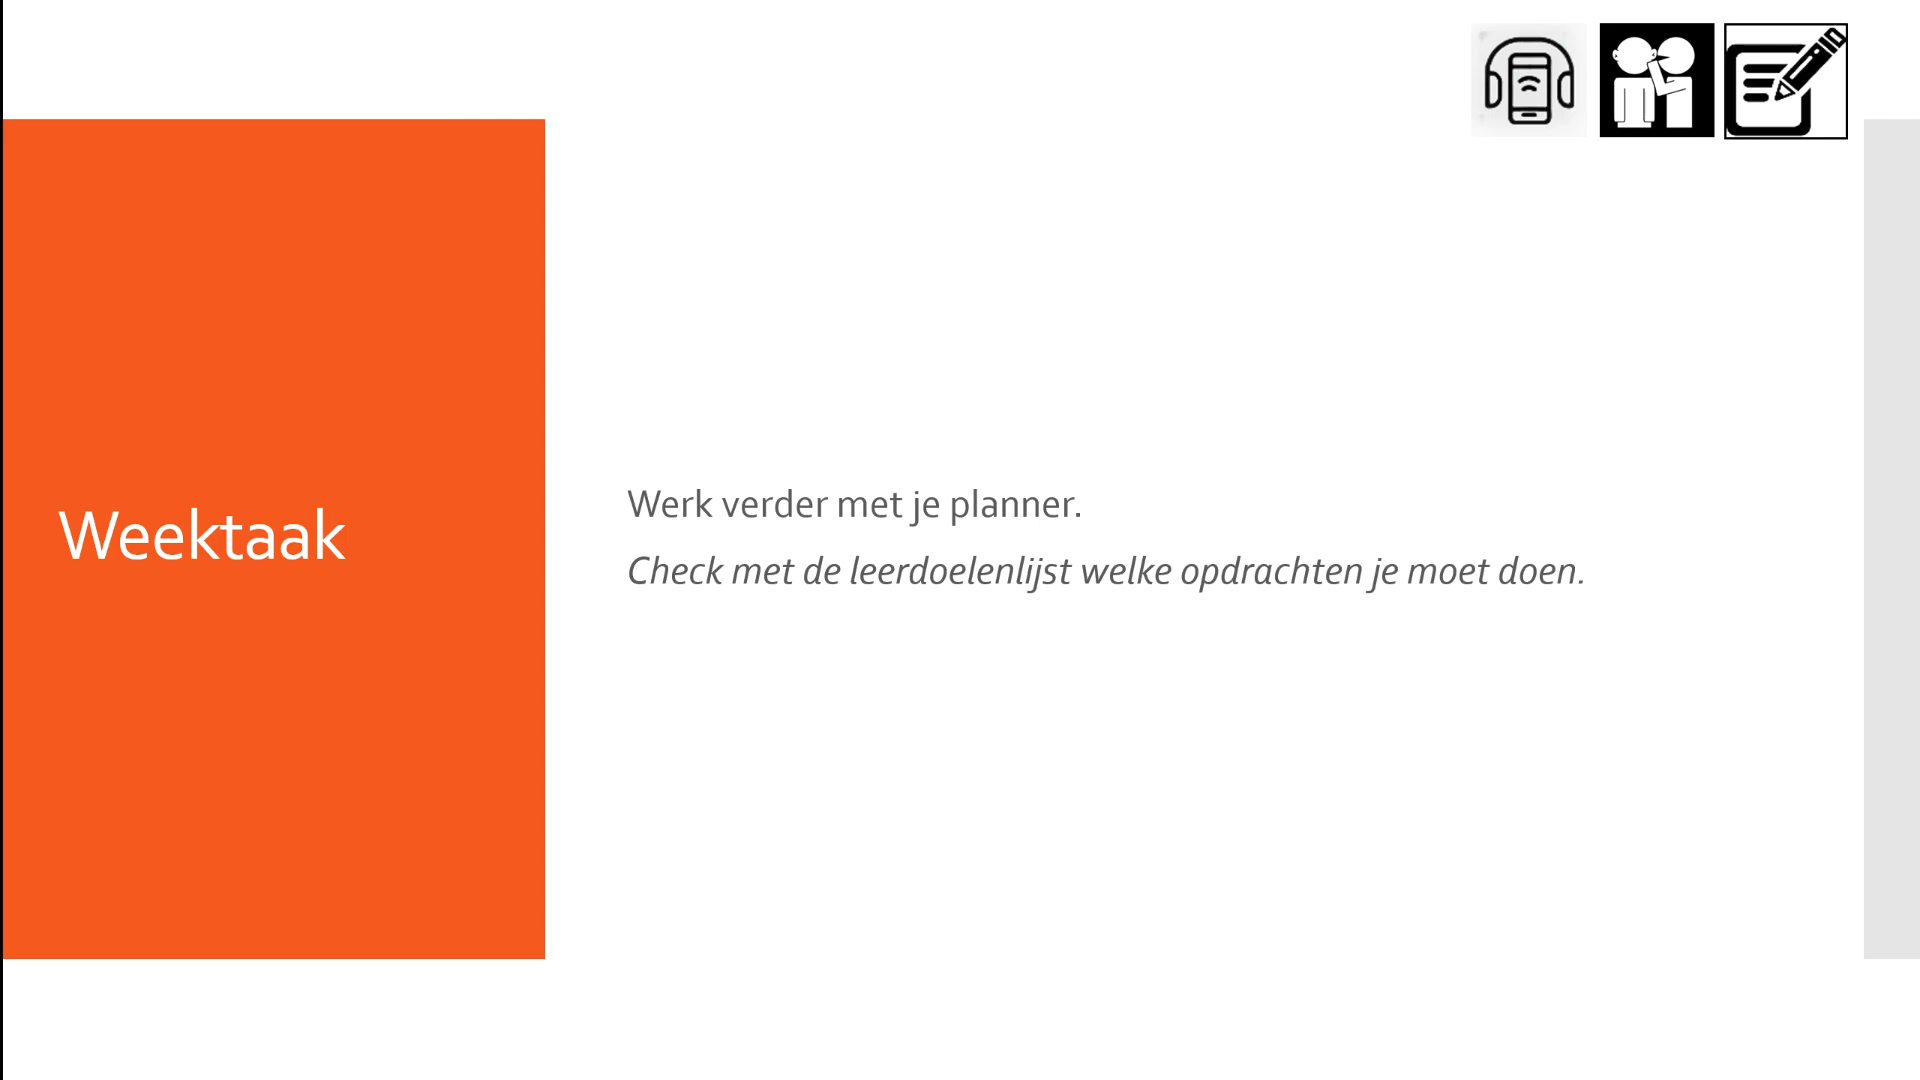 Weektaak
Werk verder met je planner.
Check met de leerdoelenlijst welke opdrachten je moet doen.